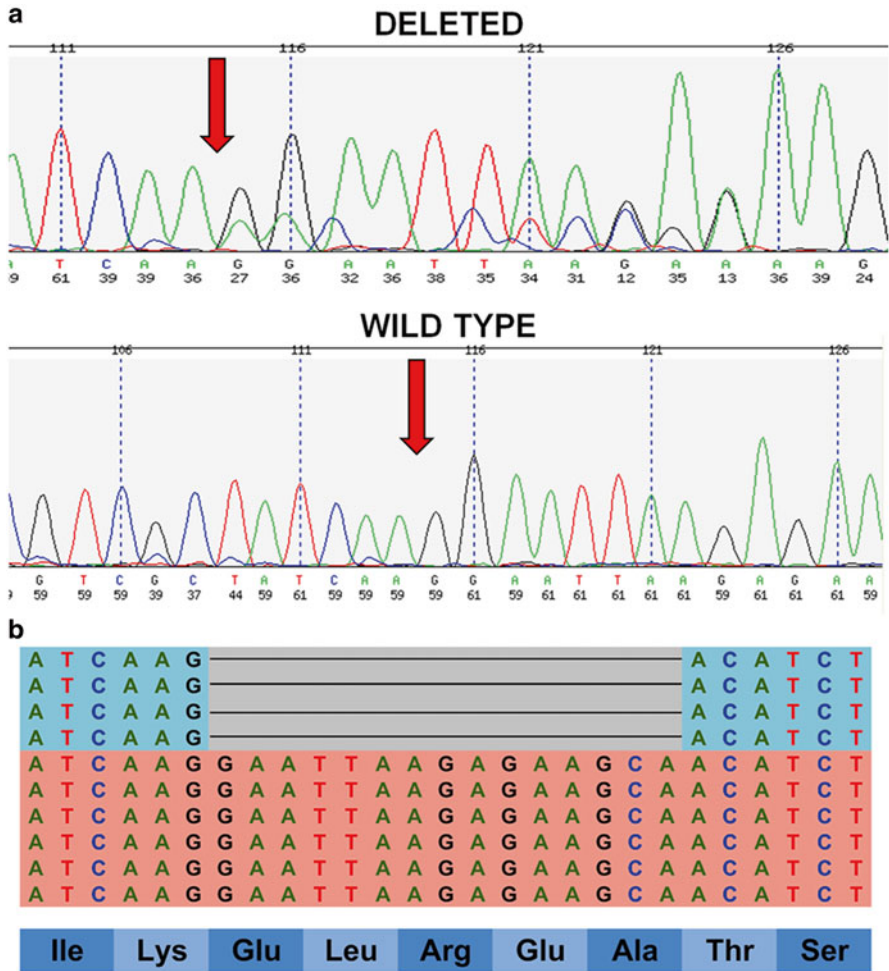 a
DELETED
111 116 121 126
T C A A G G A A T T A A G A A A A G
61 39 39 36 27 36 32 36 38 35 34 31 12 35 13 36 39 24
WILD TYPE
106 111 116 121 126
G T C G C T A T C A A G G A A T T A A G A G A A
9 59 59 59 39 37 44 59 61 59 59 59 59 61 61 61 61 61 61 61 59 61 61 61 59
b
A T C A A G A C A T C T
A T C A A G A C A T C T
A T C A A G A C A T C T
A T C A A G A C A T C T
A T C A A G G A A T T A A G A G A A G C A A C A T C T
A T C A A G G A A T T A A G A G A A G C A A C A T C T
A T C A A G G A A T T A A G A G A A G C A A C A T C T
A T C A A G G A A T T A A G A G A A G C A A C A T C T
A T C A A G G A A T T A A G A G A A G C A A C A T C T
A T C A A G G A A T T A A G A G A A G C A A C A T C T
Ile Lys Glu Leu Arg Glu Ala Thr Ser